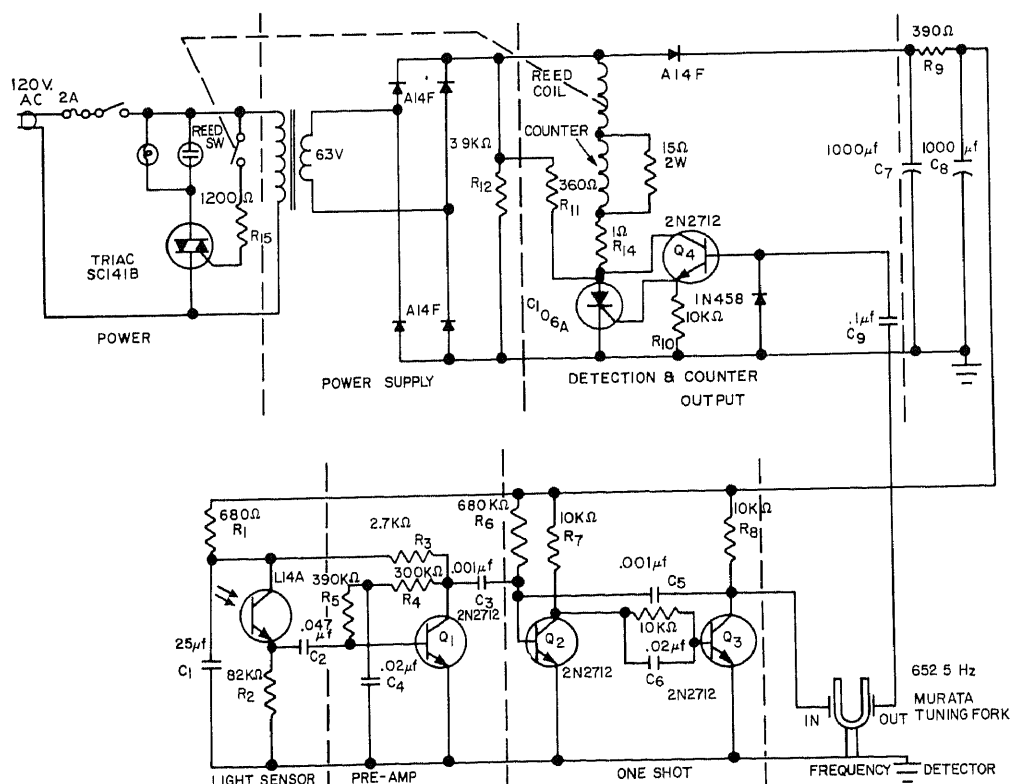 120V.
AC
2A
P
REED
SW
1200Ω
R15
TRIAC
SC141B
POWER
63V
A14F
A14F
POWER SUPPLY
3.9KΩ
R12
360Ω
R11
REED
COIL
COUNTER
15Ω
2W
1Ω
R14
C106A
2N2712
Q4
1N458
10KΩ
R10
A14F
DETECTION & COUNTER
OUTPUT
390Ω
R9
1000μf
C7
1000 μf
C8
.1μf
C9
680Ω
R1
L14A
25μf
C1
82KΩ
R2
.047
μf
C2
LIGHT SENSOR
2.7KΩ
R3
390KΩ
R5
300KΩ
R4
.02μf
C4
Q1
2N2712
.001μf
C3
PRE-AMP
680KΩ
R6
10KΩ
R7
Q2
2N2712
.001μf
C5
10KΩ
.02μf
C6
10KΩ
R8
Q3
2N2712
ONE SHOT
652 5 Hz
MURATA
TUNING FORK
IN
OUT
FREQUENCY DETECTOR